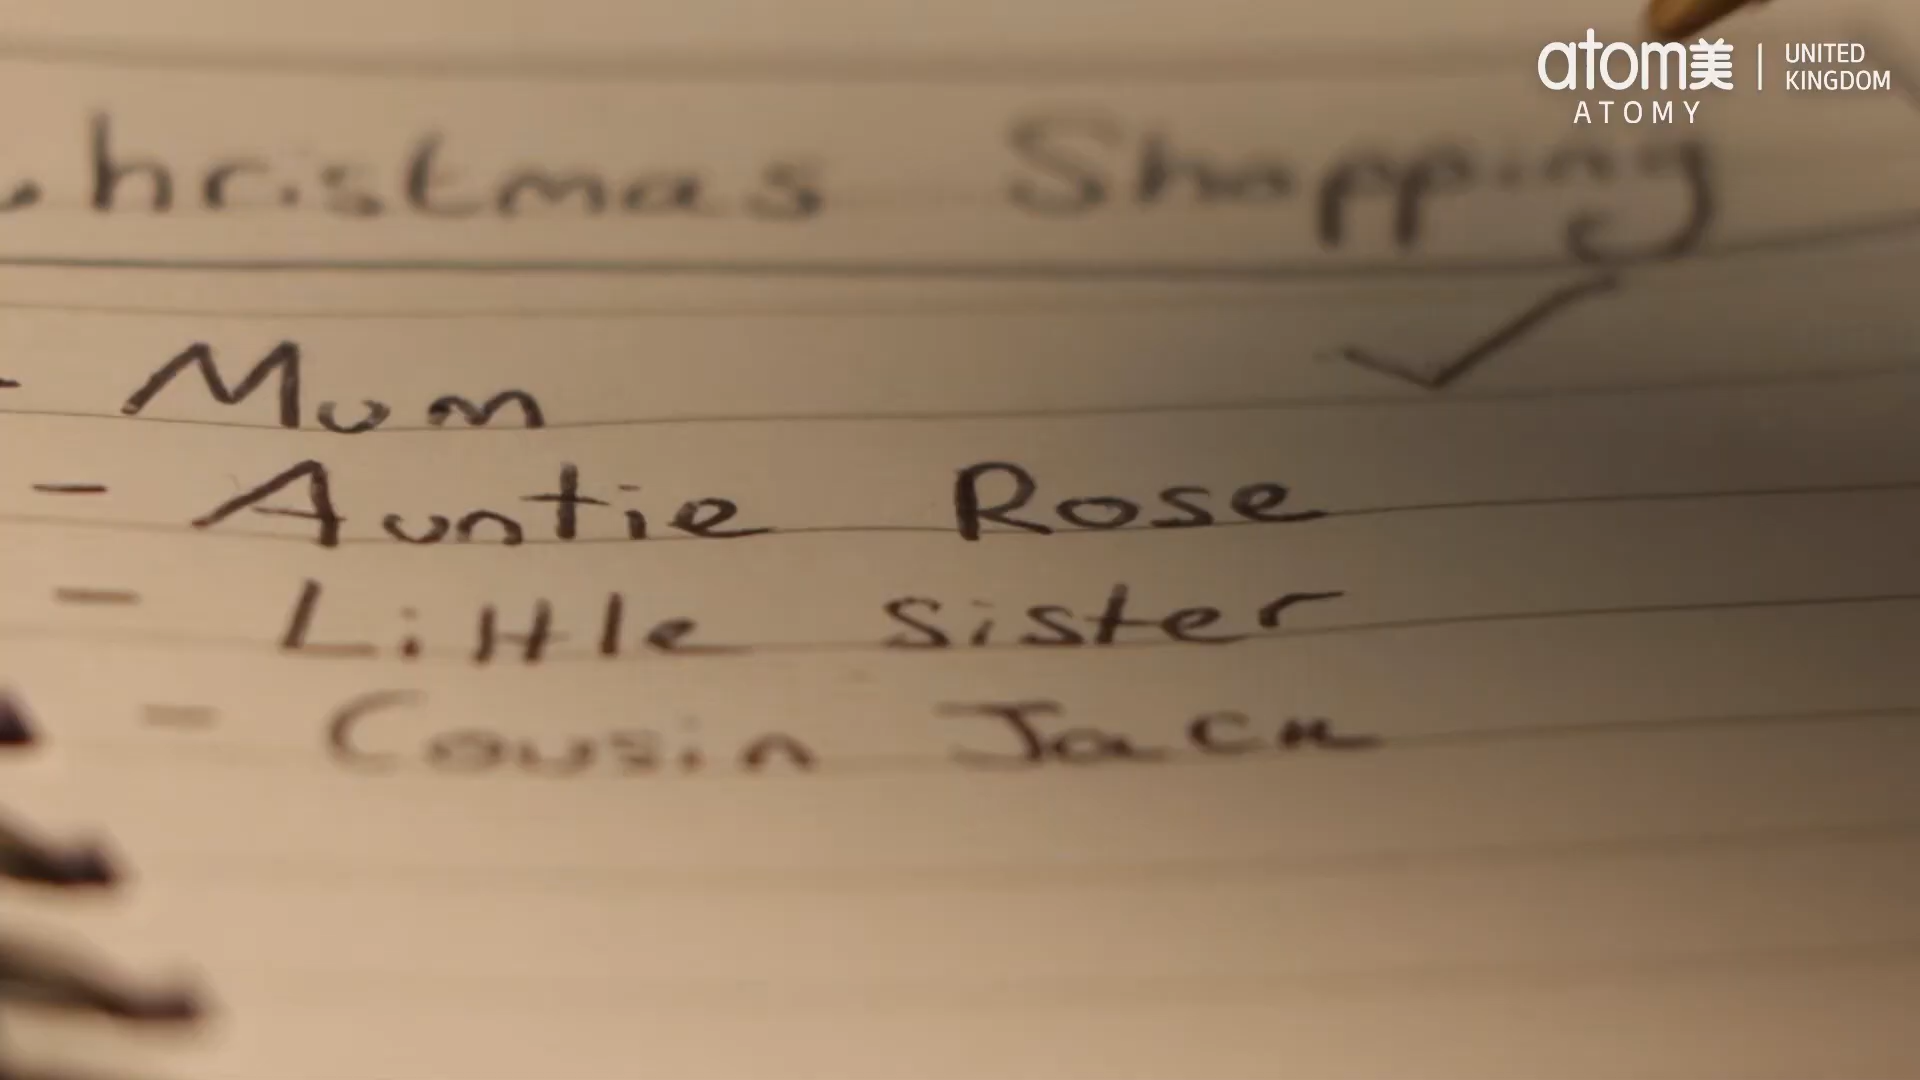 atom美 | UNITED KINGDOM
ATOMY
Christmas Shopping
- Mum ✓
- Auntie Rose
- Little sister
- Cousin Jack